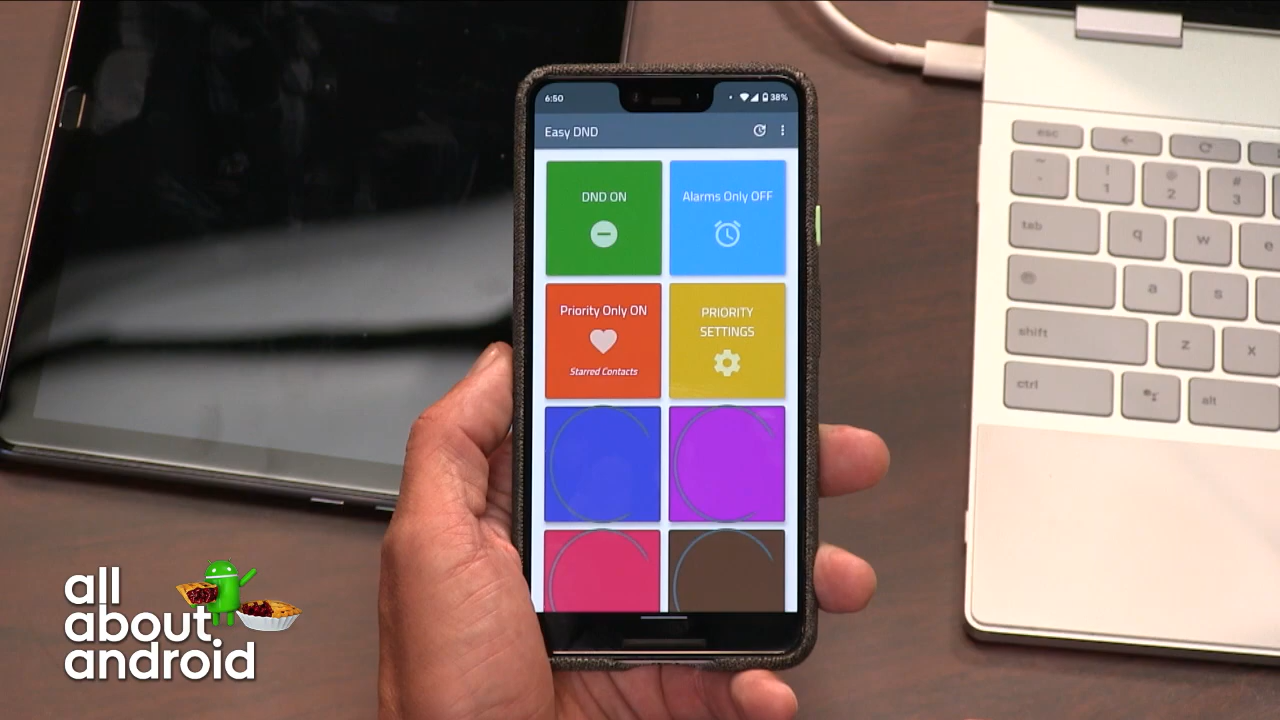 6:50
38%
Easy DND
DND ON
Alarms Only OFF
Priority Only ON
Starred Contacts
PRIORITY
SETTINGS
esc
~
!
1
@
2
#
3
tab
q
w
e
a
s
shift
z
x
ctrl
alt
all
about
android